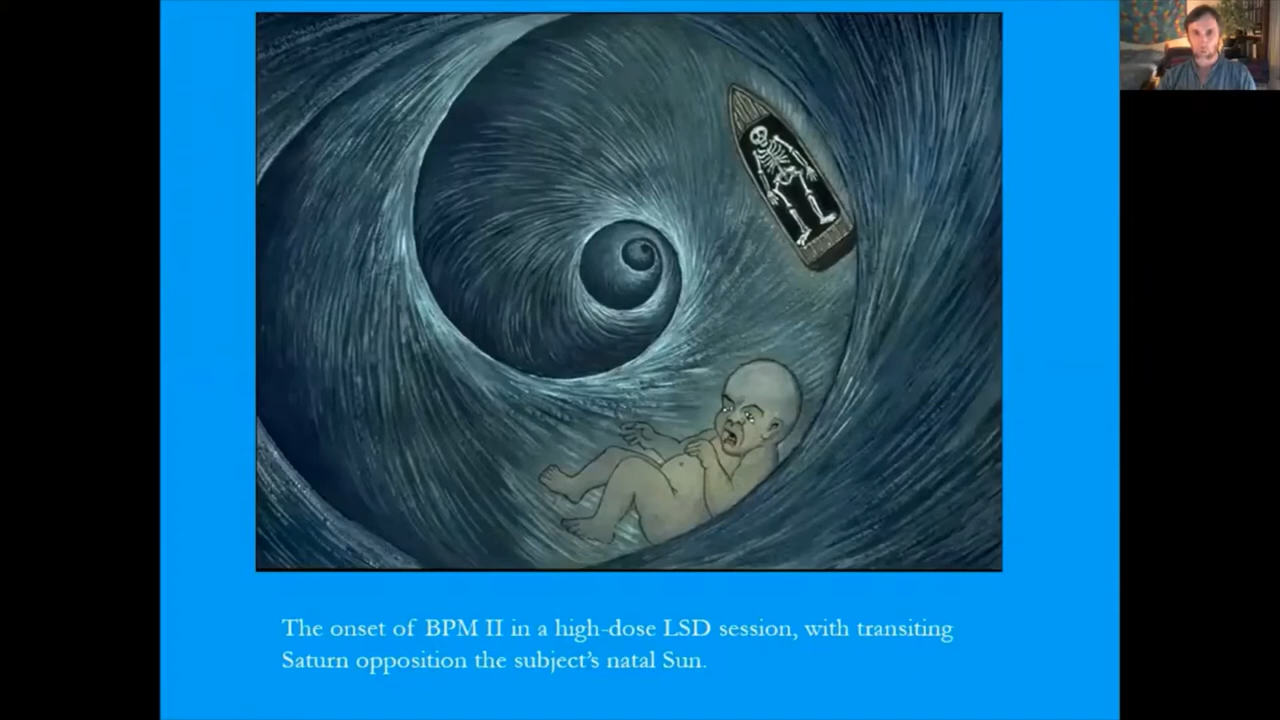 The onset of BPM II in a high-dose LSD session, with transiting
Saturn opposition the subject's natal Sun.